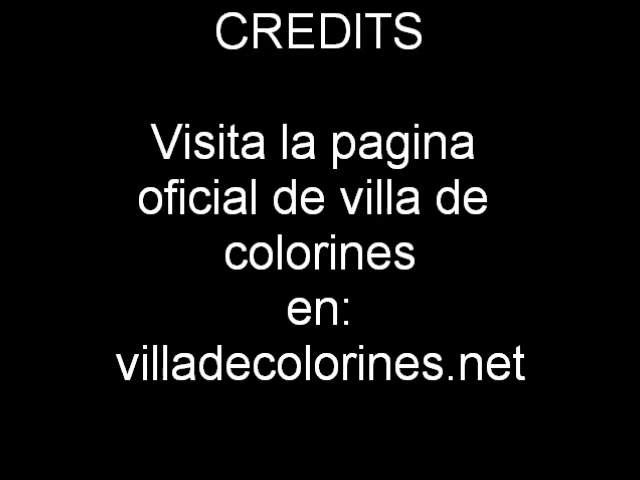 CREDITS
Visita la pagina
oficial de villa de
colorines
en:
villadecolorines.net